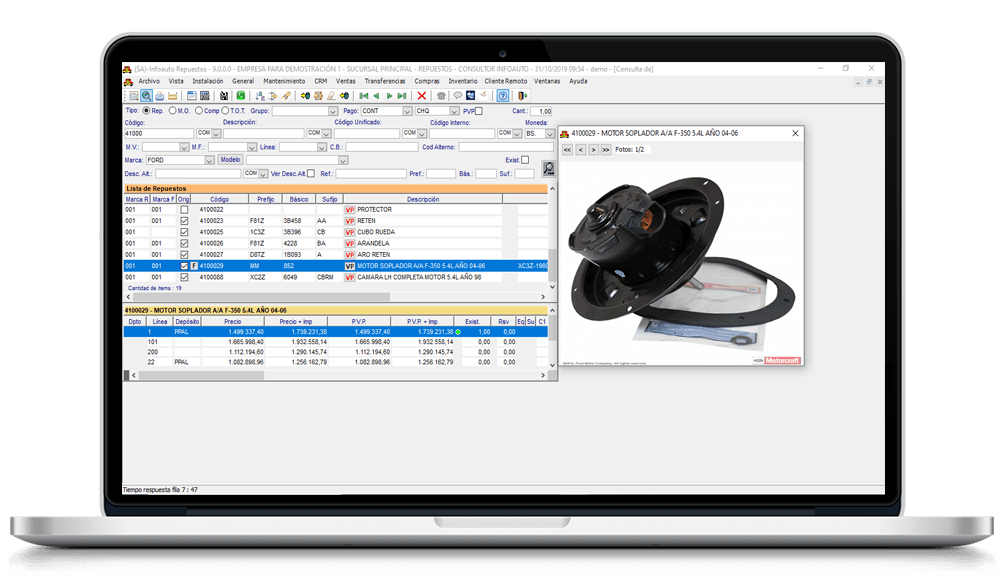 (SA)-Infoauto Repuestos - 9.0.0.0 - EMPRESA PARA DEMOSTRACIÓN 1 - SUCURSAL PRINCIPAL - REPUESTOS - CONSULTOR INFOAUTO - 31/10/2019 09:54 - demo - [Consulta de]
Archivo Vista Instalación General Mantenimiento CRM Ventas Transferencias Compras Inventario Cliente Remoto Ventanas Ayuda
Tipo: Rep. M.O. Comp T.O.T. Grupo: Pago: CONT CHQ PVP Cant.: 1,00
Código: Descripción: Código Unificado: Código Interno: Moneda:
41000 COM COM COM COM BS.
M.V.: M.F.: Línea: C.B.: Cod Alterno:
Marca: FORD Modelo Exist.
Desc. Alt.: COM Ver Desc.Alt. Ref.: Pref.: Bás.: Suf.:
Lista de Repuestos
Marca R Marca F Orig Código Prefijo Básico Sufijo Descripción
001 001 4100022 VP PROTECTOR
001 001 4100023 F81Z 3B458 AA VP RETEN
001 4100025 1C3Z 3B396 CB VP CUBO RUEDA
001 001 4100026 F81Z 4228 BA VP ARANDELA
001 001 4100027 D8TZ 1B093 A VP ARO RETEN
001 001 F 4100029 MM 852 VP MOTOR SOPLADOR A/A F-350 5.4L AÑO 04-06 XC3Z-1980
001 001 4100088 XC2Z 6049 CBRM VP CAMARA LH COMPLETA MOTOR 5.4L AÑO 98
Cantidad de items : 19
4100029 - MOTOR SOPLADOR A/A F-350 5.4L AÑO 04-06
Dpto Línea Depósito Precio Precio + Imp P.V.P. P.V.P. + Imp Exist. Rsv Eq Su C1
1 PPAL 1.499.337,40 1.739.231,38 1.499.337,40 1.739.231,38 1,00 0,00
101 1.665.998,40 1.932.558,14 1.665.998,40 1.932.558,14 0,00 0,00
200 1.112.194,60 1.290.145,74 1.112.194,60 1.290.145,74 0,00 0,00
22 PPAL 1.082.898,96 1.256.162,79 1.082.898,96 1.256.162,79 0,00 0,00
4100029 - MOTOR SOPLADOR A/A F-350 5.4L AÑO 04-06
<< < > >> Fotos: 1/2
Motorcraft
Tiempo respuesta fila 7 : 47